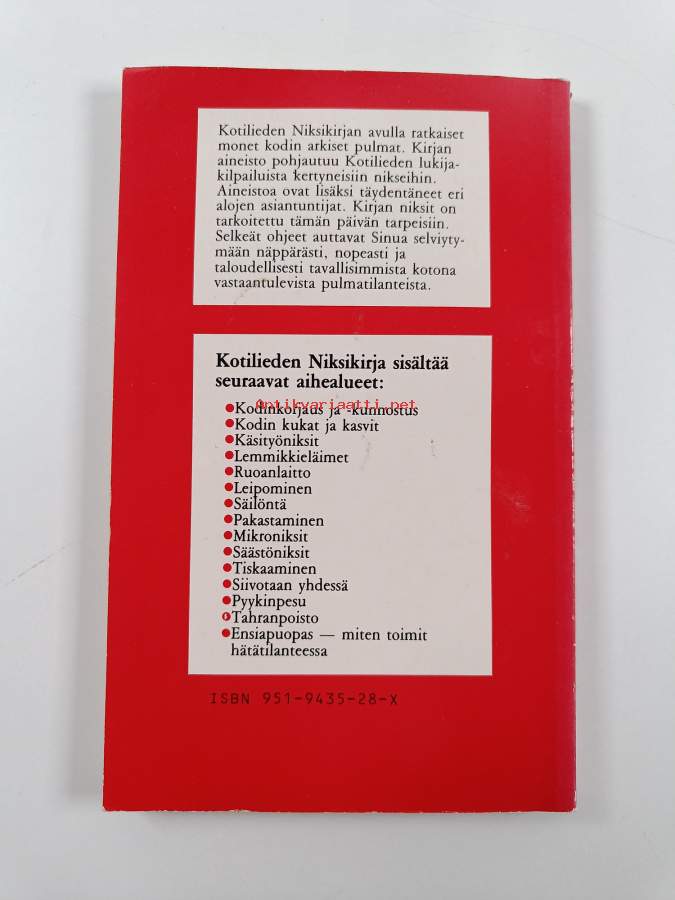 Kotilieden Niksikirjan avulla ratkaiset
monet kodin arkiset pulmat. Kirjan
aineisto pohjautuu Kotilieden lukija-
kilpailuista kertyneisiin nikseihin.
Aineistoa ovat lisäksi täydentäneet eri
alojen asiantuntijat. Kirjan niksit on
tarkoitettu tämän päivän tarpeisiin.
Selkeät ohjeet auttavat Sinua selviyty-
mään näppärästi, nopeasti ja
taloudellisesti tavallisimmista kotona
vastaantulevista pulmatilanteista.
Kotilieden Niksikirja sisältää
seuraavat aihealueet:
Antikvariaatti.net
●Kodinkorjaus ja -kunnostus
●Kodin kukat ja kasvit
●Käsityöniksit
●Lemmikkieläimet
●Ruoanlaitto
●Leipominen
●Säilöntä
●Pakastaminen
●Mikroniksit
●Säästöniksit
●Tiskaaminen
●Siivotaan yhdessä
●Pyykinpesu
●Tahranpoisto
●Ensiapuopas — miten toimit
hätätilanteessa
ISBN 951-9435-28-X